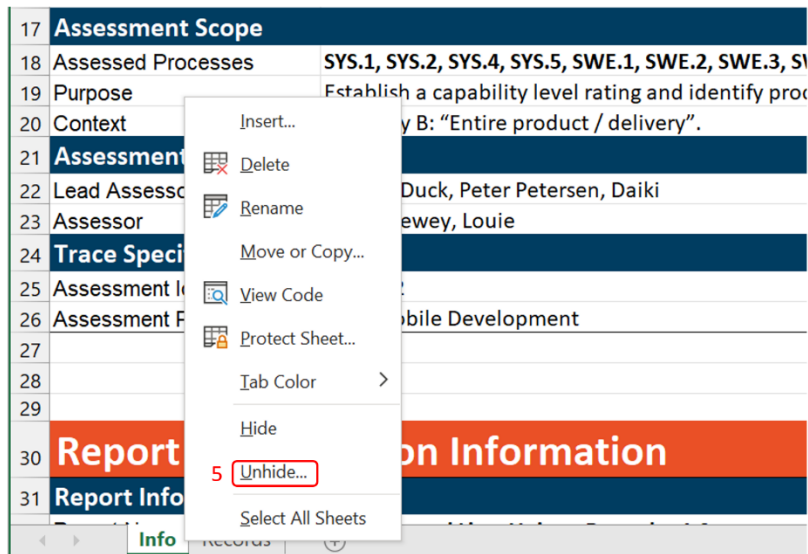 17 Assessment Scope
18 Assessed Processes SYS.1, SYS.2, SYS.4, SYS.5, SWE.1, SWE.2, SWE.3,
19 Purpose Establish a capability level rating and identify
20 Context y B: “Entire product / delivery”.
21 Assessment
22 Lead Duck, Peter Petersen, Daiki
23 Assessor ewey, Louie
24 Trace
25 Assessment
26 Assessment bile Development
27
28
29
30 Report on Information
31 Report Info
Insert...
Delete
Rename
Move or Copy...
View Code
Protect Sheet...
Tab Color
Hide
5 Unhide...
Select All Sheets
Info Records